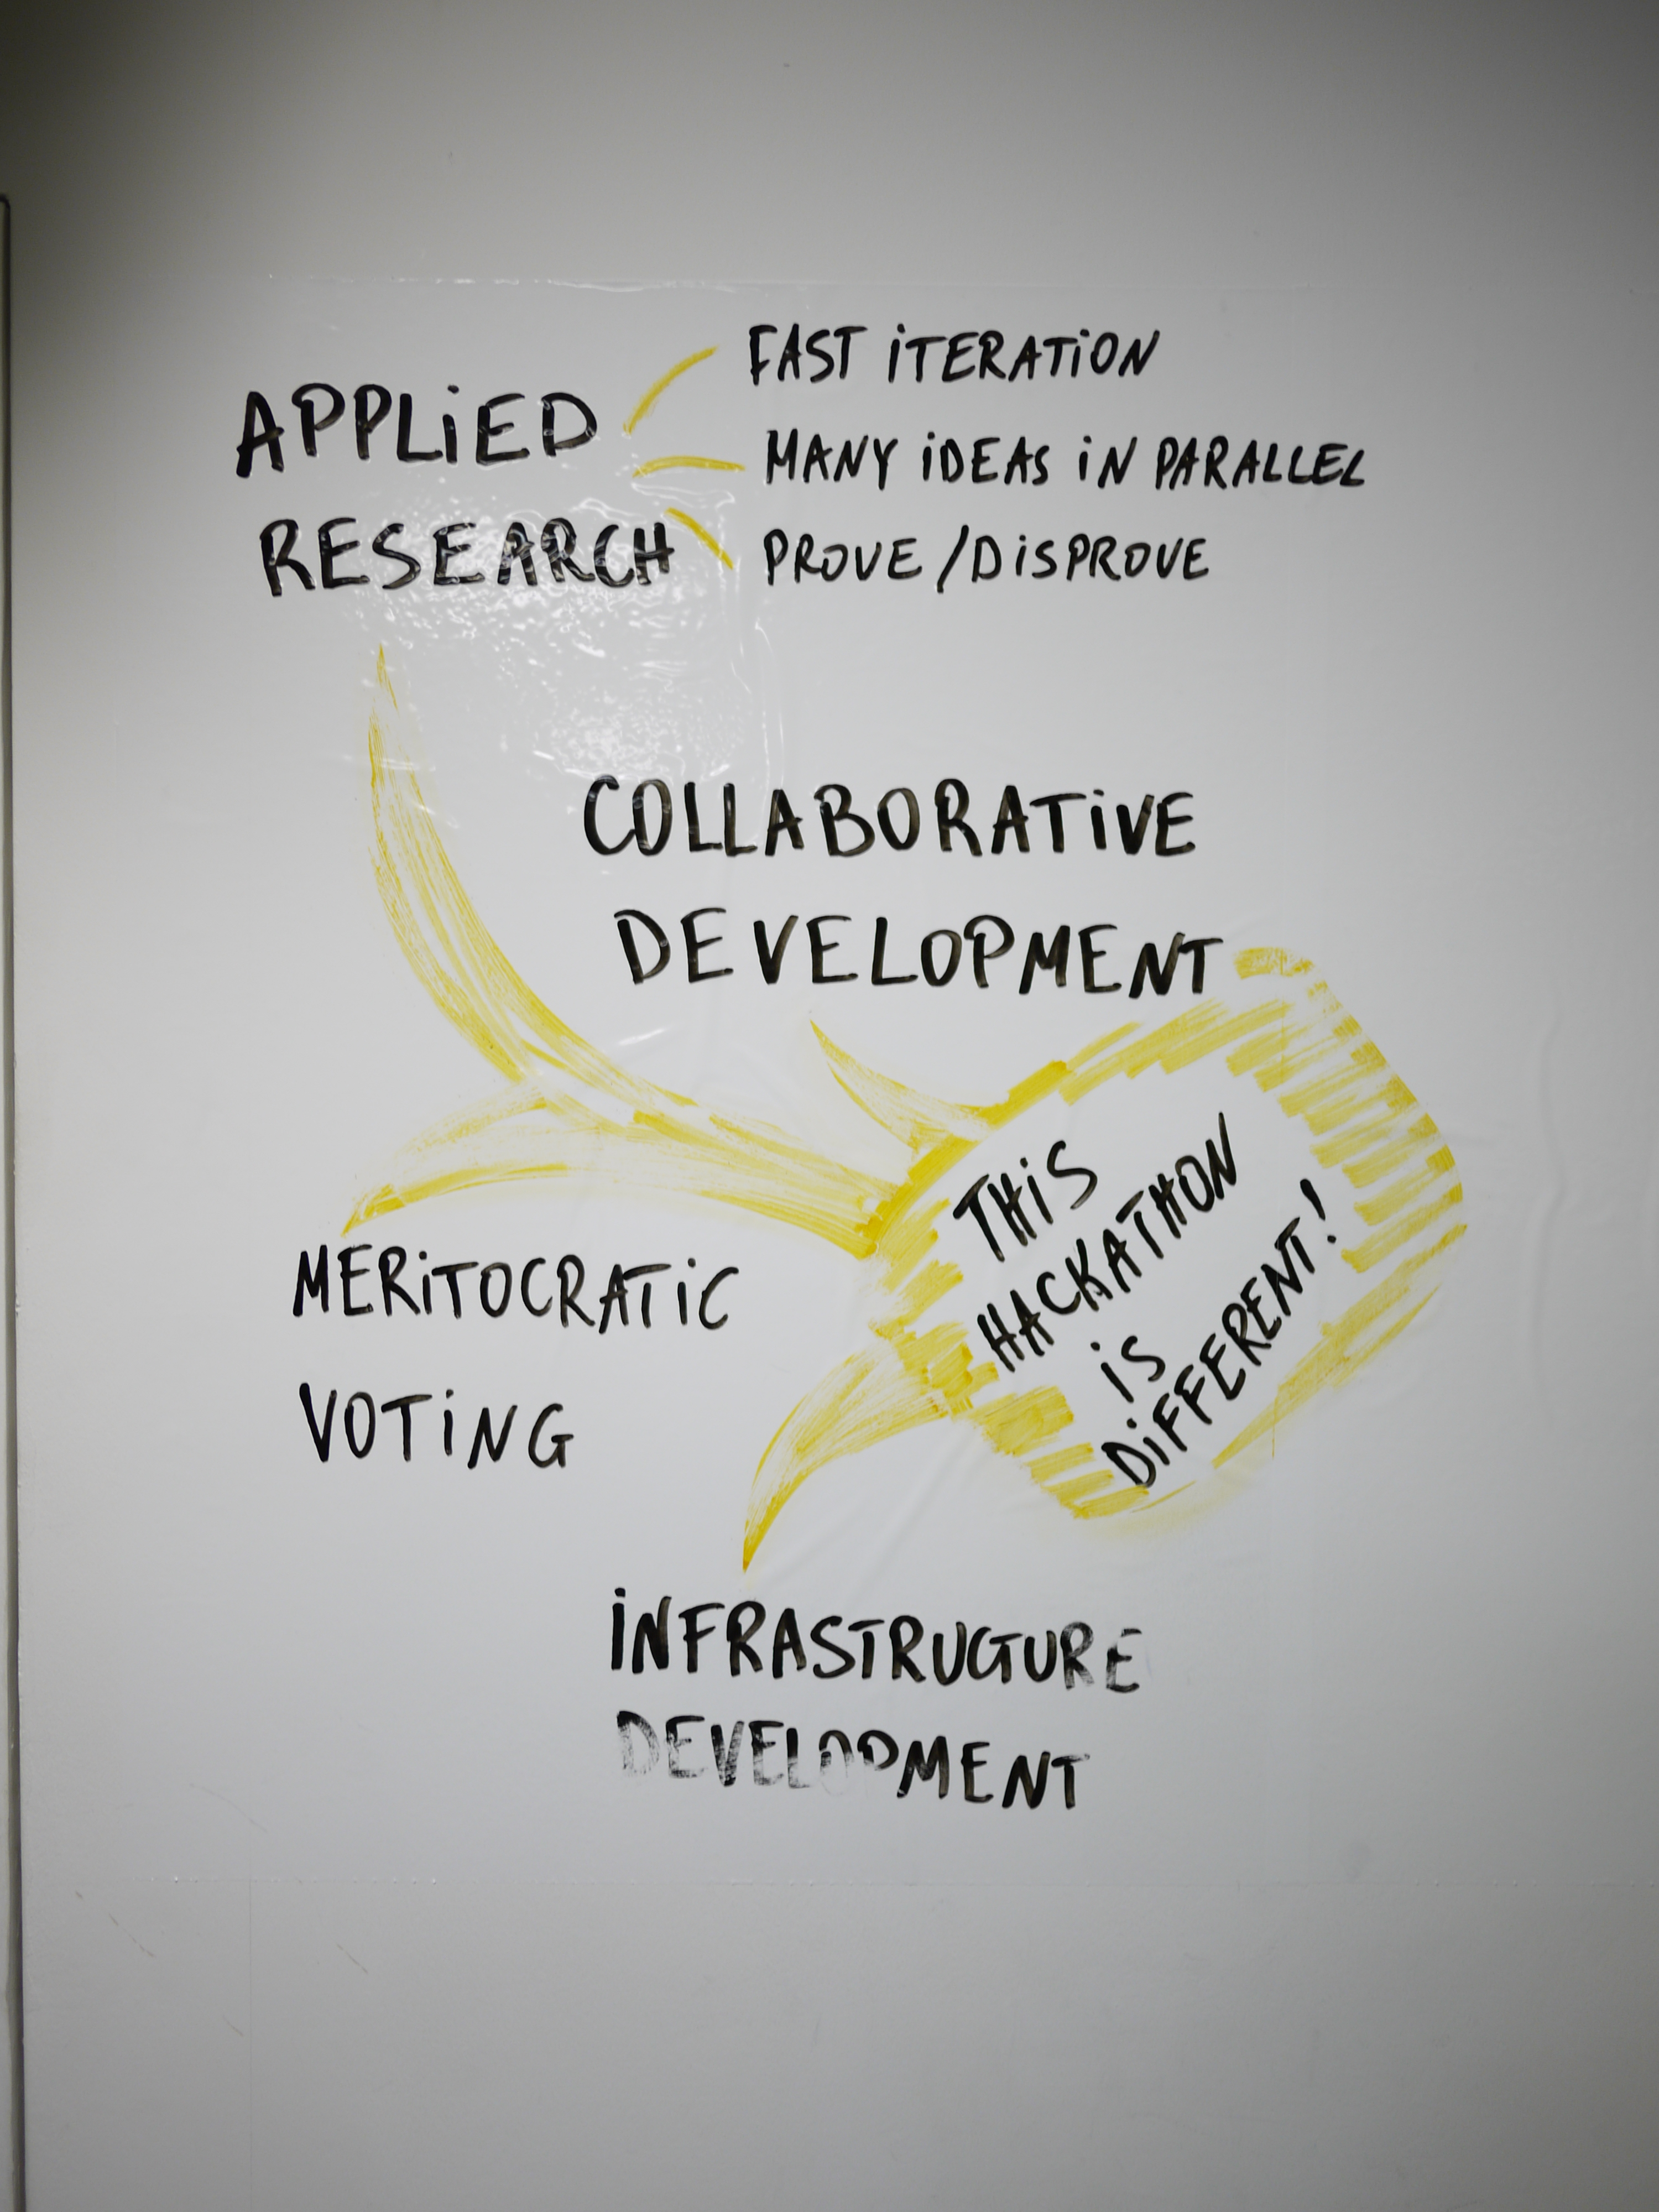 APPLiED
RESEARCH
FAST iTERATiON
MANY iDEAS iN PARALLEL
PROVE/DiSPROVE
COLLABORATiVE
DEVELOPMENT
THiS
HACKATHON
iS
DiFFERENT!
MERiTOCRATiC
VOTiNG
iNFRASTRUCTURE
DEVELOPMENT